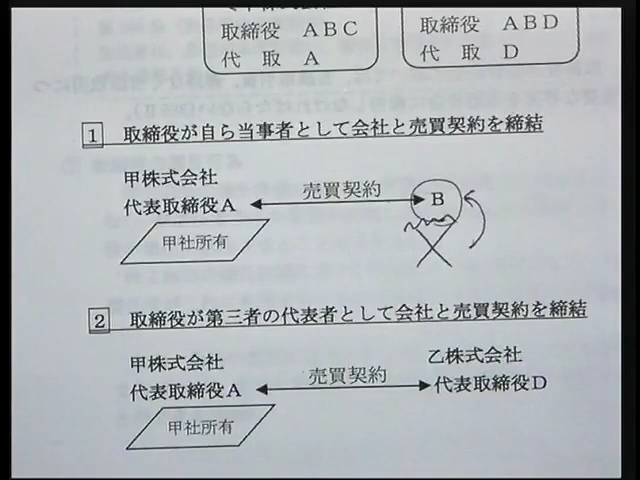 取締役 ABC
代 取 A
取締役 ABD
代 取 D
1 取締役が自ら当事者として会社と売買契約を締結
甲株式会社
代表取締役A
売買契約
B
甲社所有
2 取締役が第三者の代表者として会社と売買契約を締結
甲株式会社
代表取締役A
売買契約
乙株式会社
代表取締役D
甲社所有